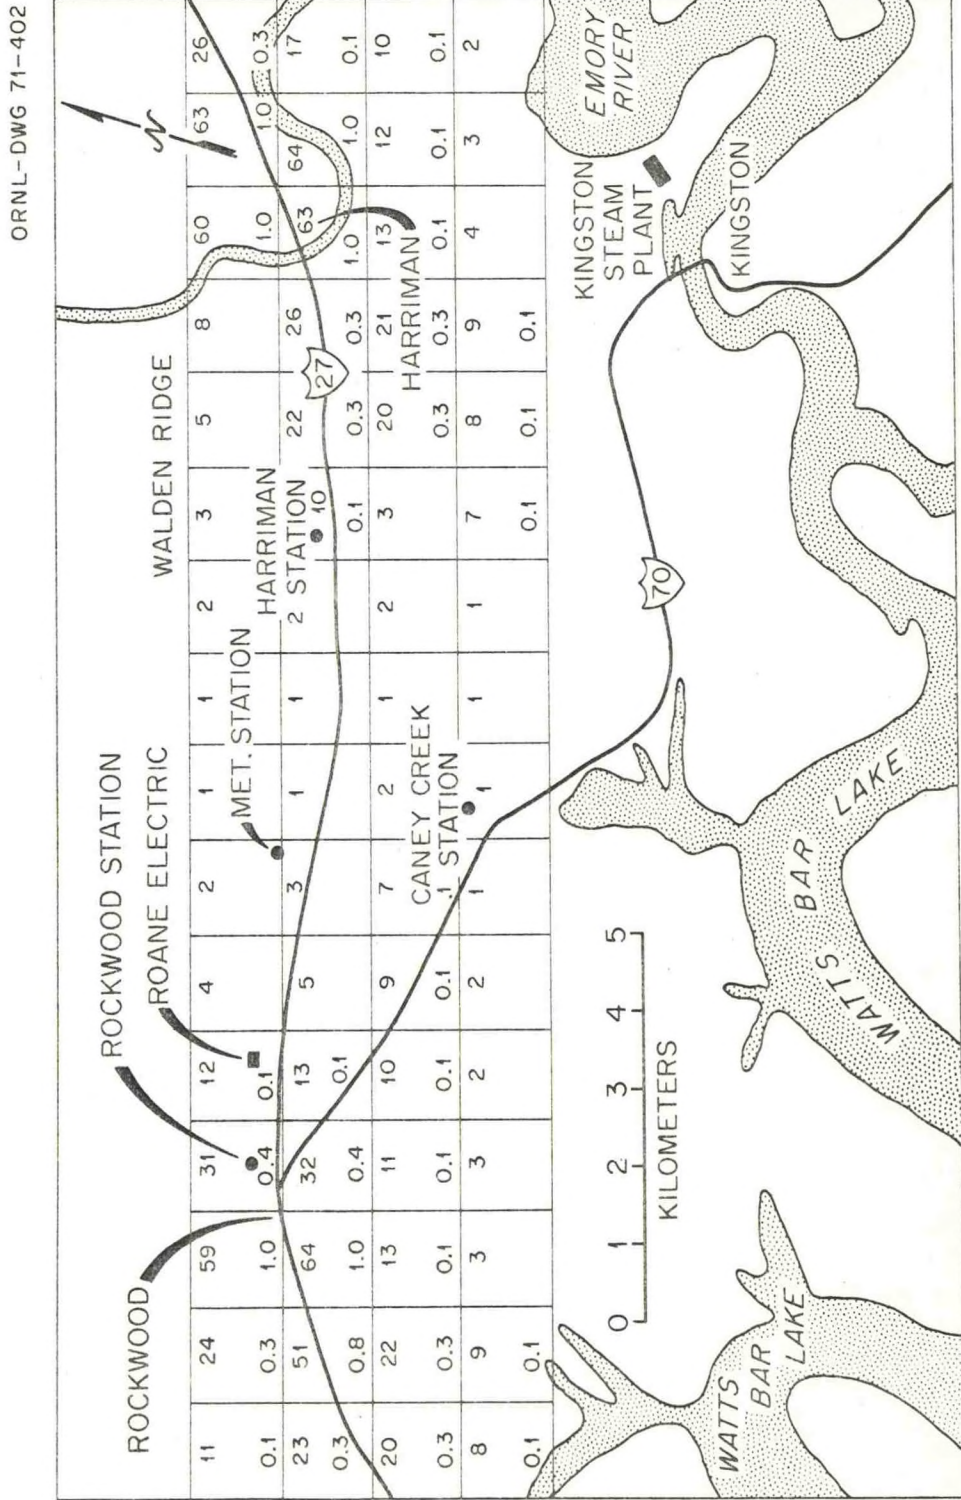 ORNL-DWG 71-402
ROCKWOOD STATION
ROCKWOOD
ROANE ELECTRIC
WALDEN RIDGE
N
11 24 59 31 12 4 2 1 1 2 3 5 8 60 63 26
MET. STATION
HARRIMAN
STATION
0.1 0.3 1.0 0.4 0.1 1.0 1.0 0.3
23 51 64 32 13 5 3 1 1 2 10 22 26 63 64 17
27
0.3 0.8 1.0 0.4 0.1 0.1 0.3 0.3 1.0 1.0 0.1
20 22 13 11 10 9 7 2 1 2 3 20 21 13 12 10
HARRIMAN
CANEY CREEK
STATION
0.3 0.3 0.1 0.1 0.1 0.1 .1 0.3 0.3 0.1 0.1 0.1
8 9 3 3 2 2 1 1 1 1 7 8 9 4 3 2
0.1 0.1 0.1 0.1 0.1
KINGSTON
STEAM
PLANT
EMORY
RIVER
0 1 2 3 4 5
KILOMETERS
70
KINGSTON
WATTS
BAR
LAKE
WATTS BAR LAKE